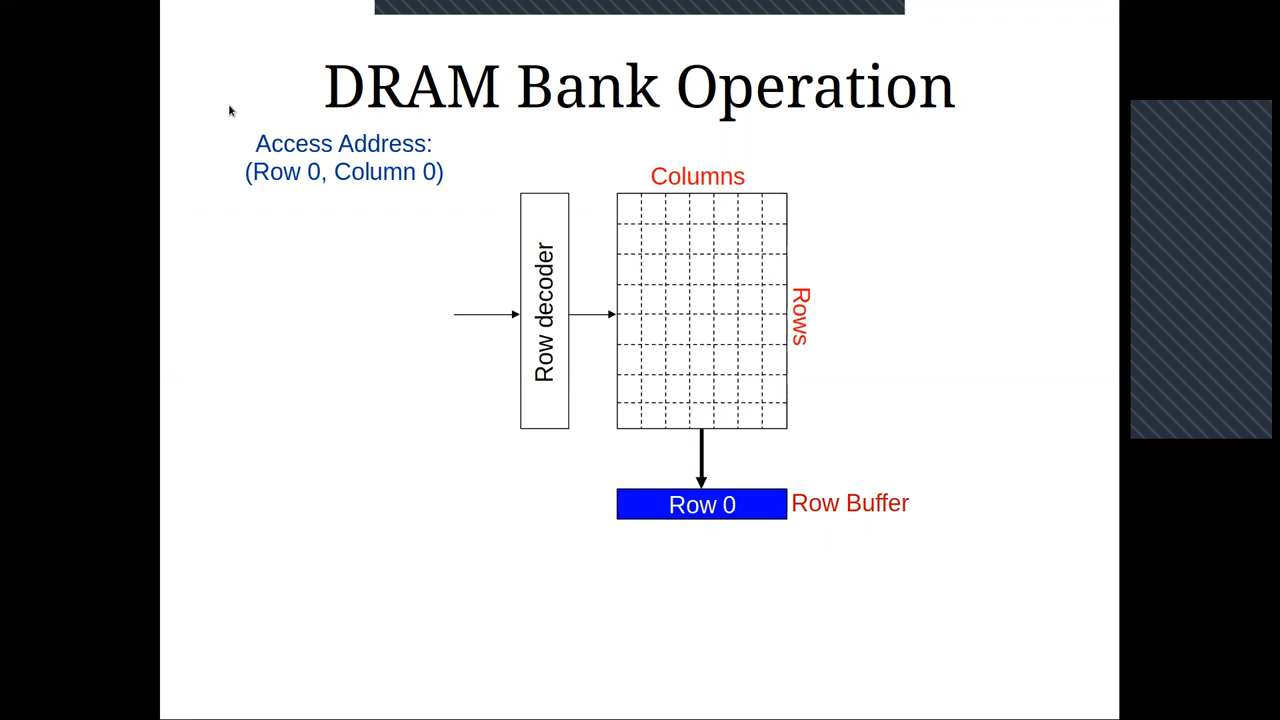 DRAM Bank Operation
Access Address:
(Row 0, Column 0)
Columns
Row decoder
Rows
Row 0
Row Buffer